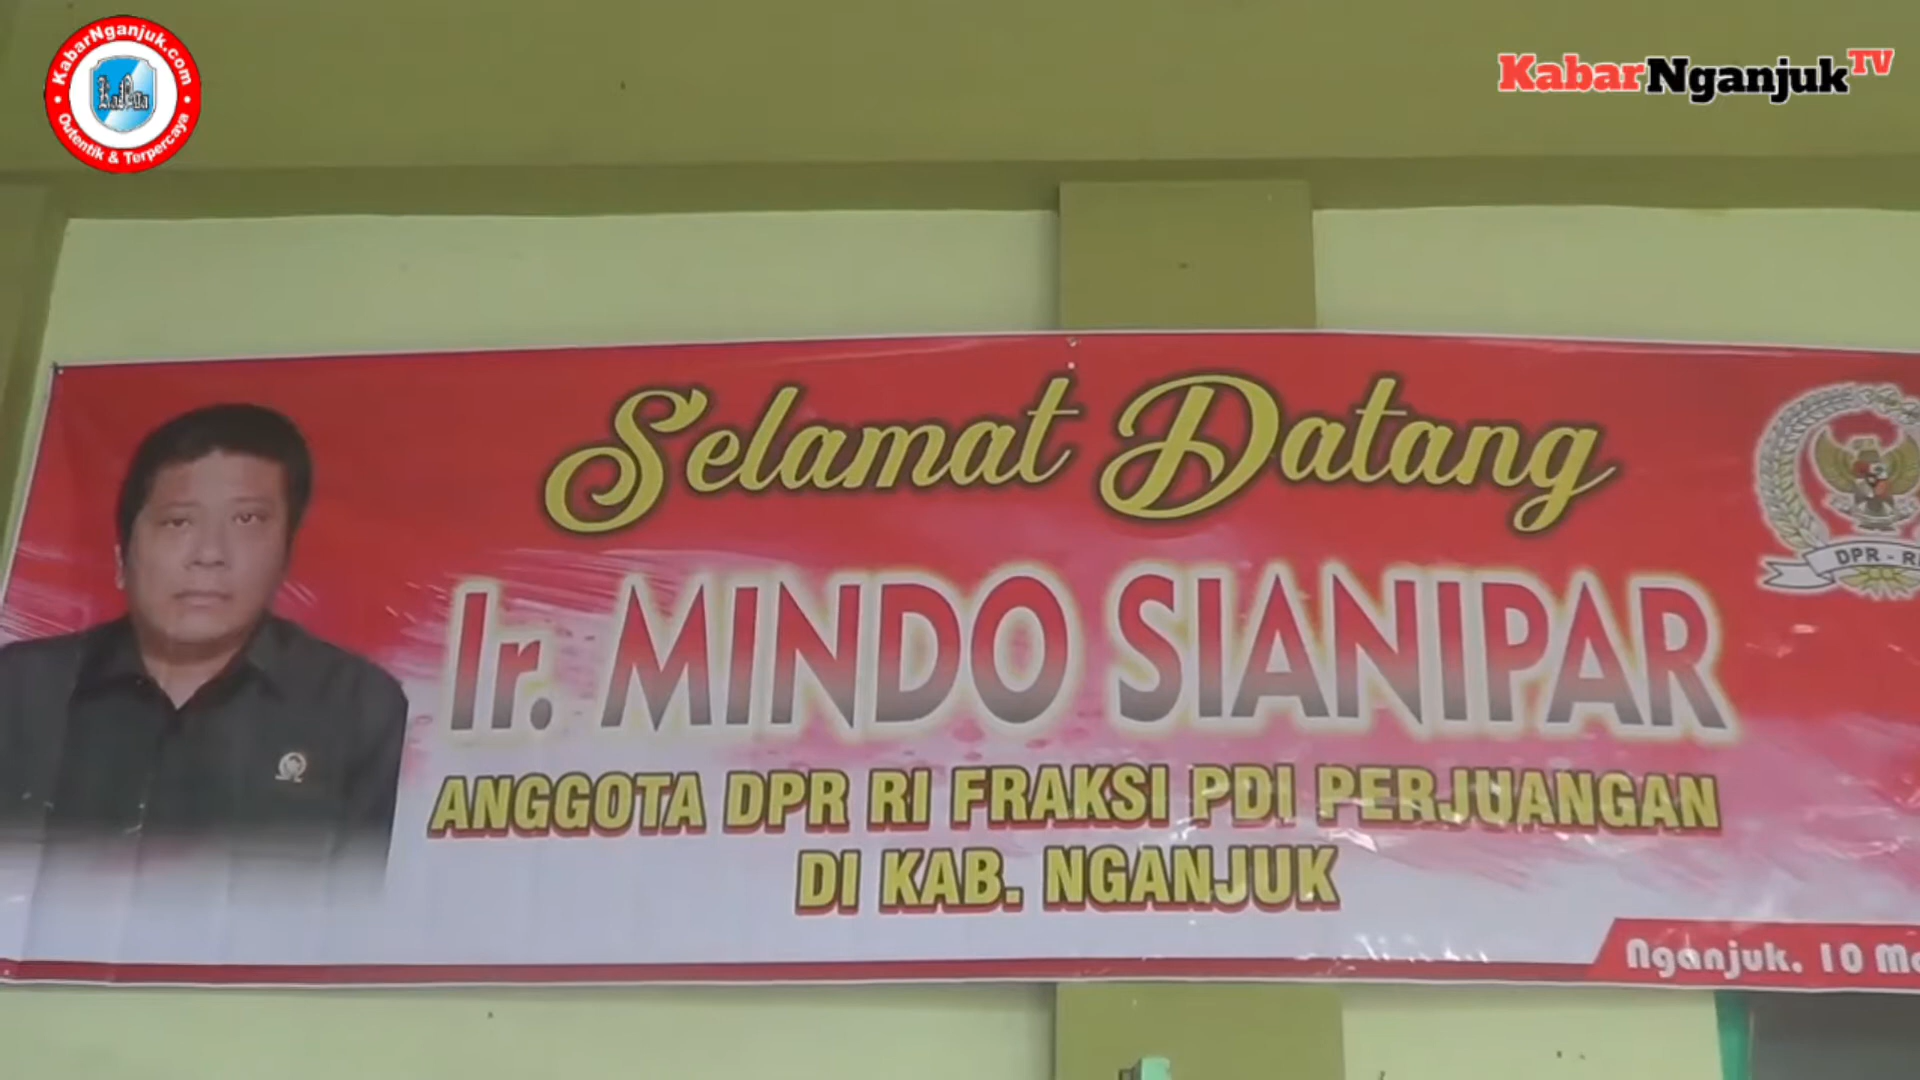 KabarNganjuk.com
Outentik & Terpercaya
KabarNganjukTV
Selamat Datang
DPR - RI
Ir. MINDO SIANIPAR
ANGGOTA DPR RI FRAKSI PDI PERJUANGAN
DI KAB. NGANJUK
Nganjuk. 10